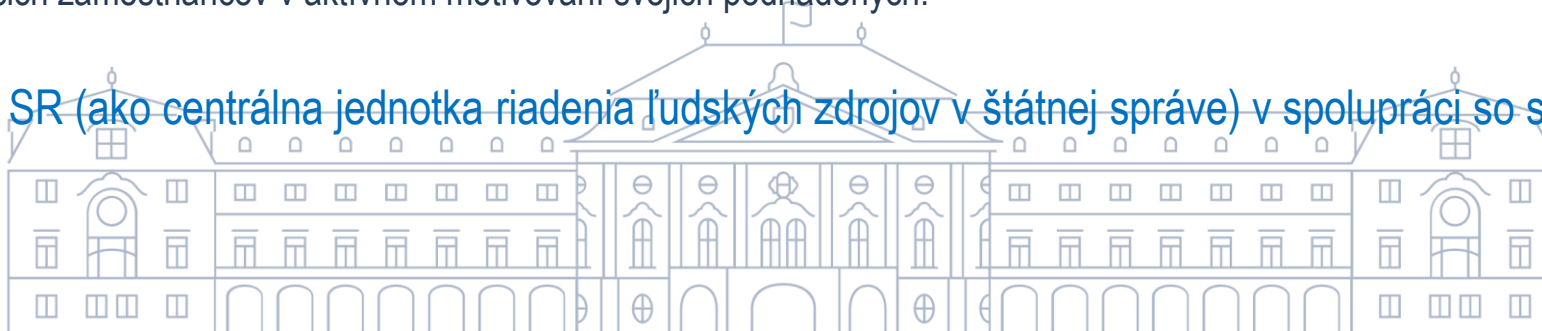 zamestnancov v aktívnom motivovaní svojich podriadených.
SR (ako centrálna jednotka riadenia ľudských zdrojov v štátnej správe) v spolupráci so s